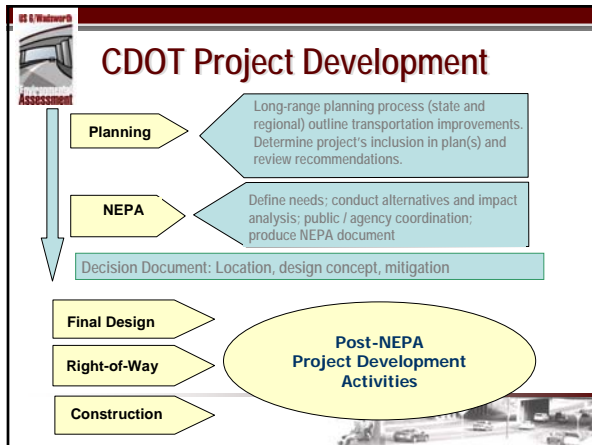 US 6/Wadsworth
Environmental
Assessment
CDOT Project Development
Planning
Long-range planning process (state and
regional) outline transportation improvements.
Determine project's inclusion in plan(s) and
review recommendations.
NEPA
Define needs; conduct alternatives and impact
analysis; public / agency coordination;
produce NEPA document
Decision Document: Location, design concept, mitigation
Final Design
Right-of-Way
Construction
Post-NEPA
Project Development
Activities